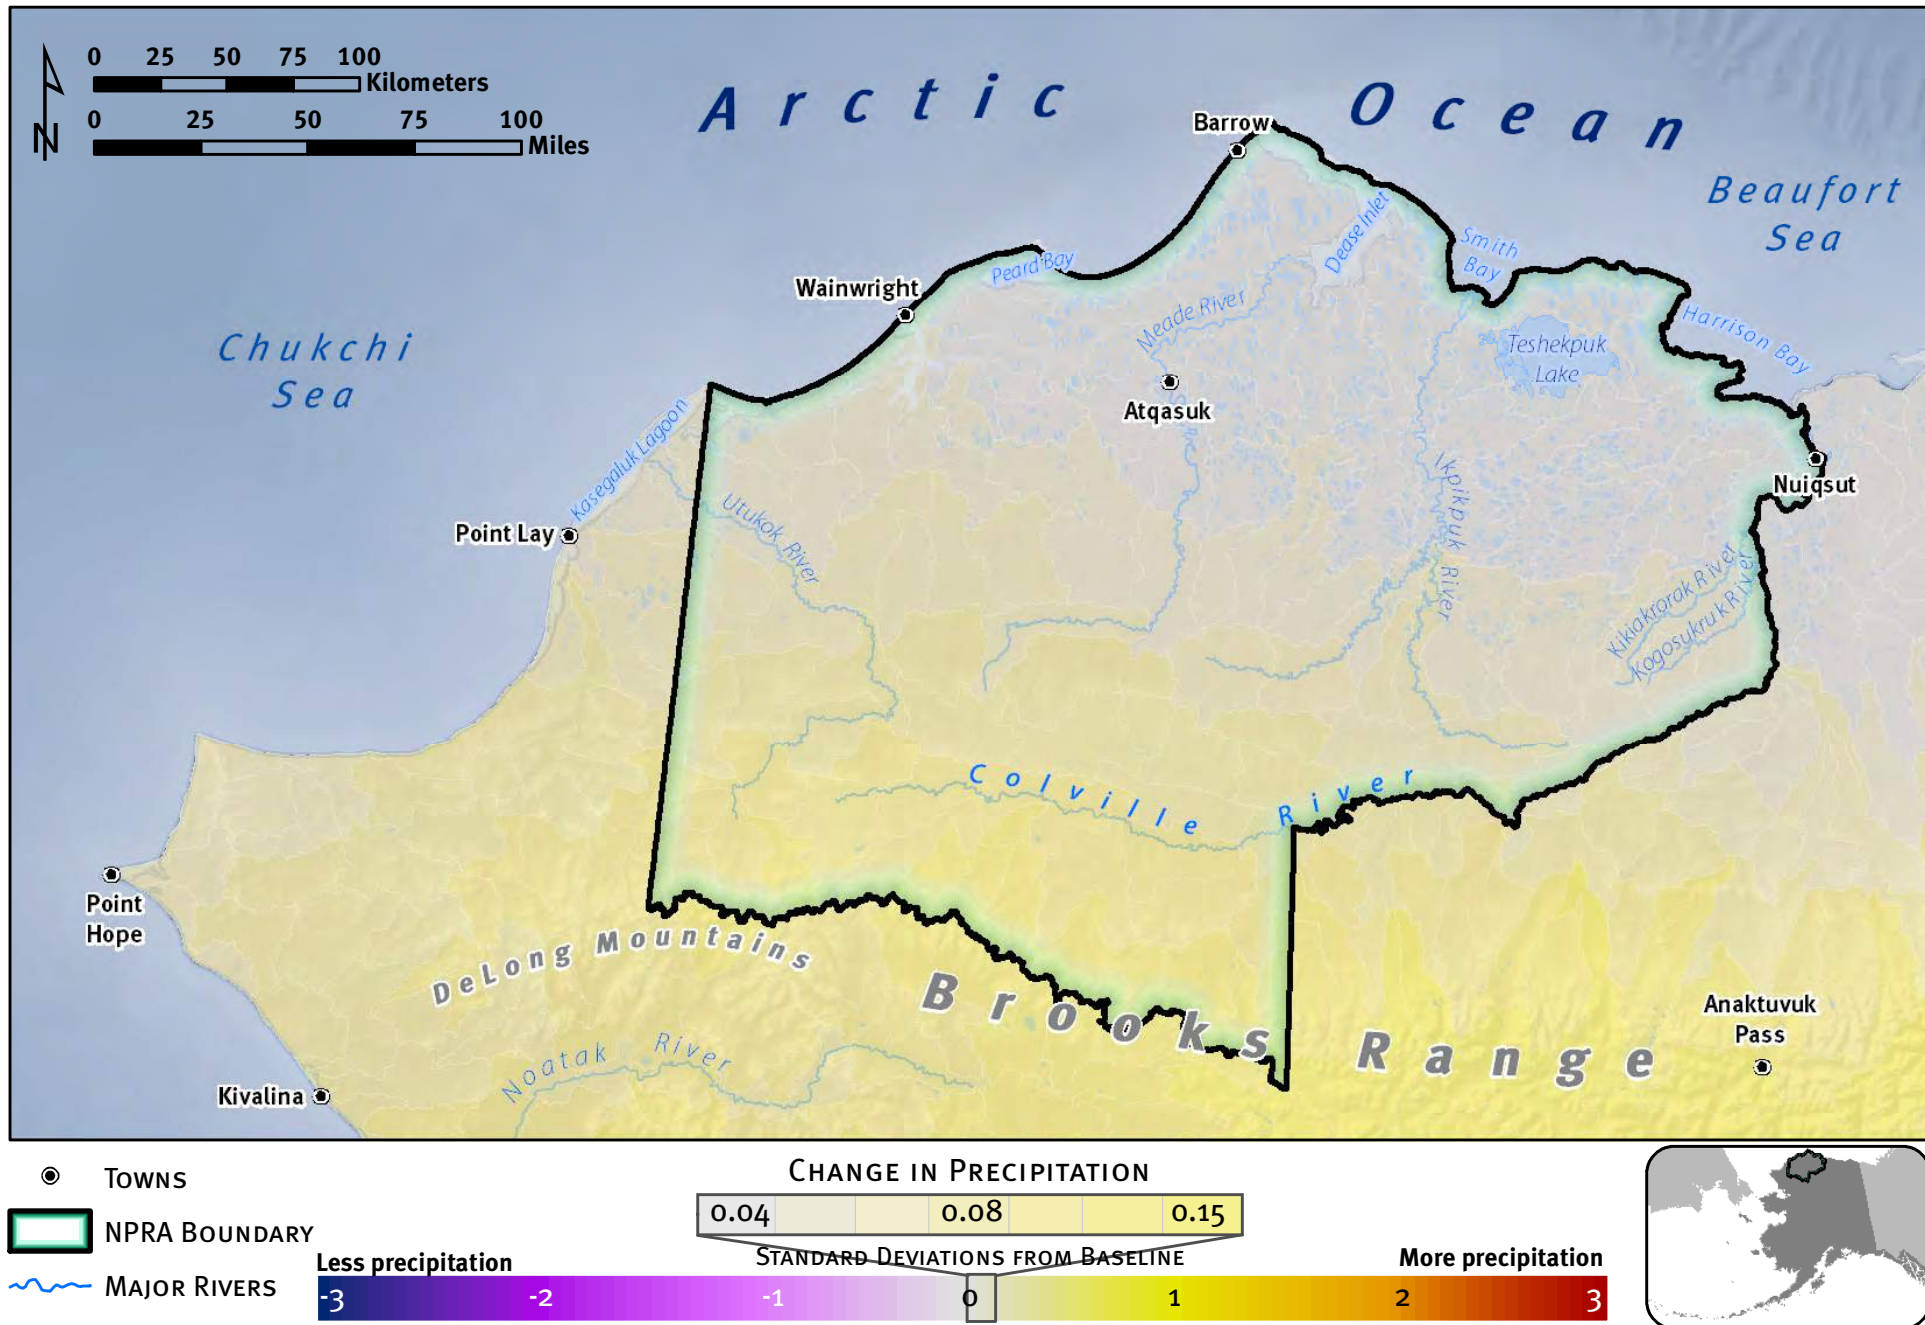 0 25 50 75 100
Kilometers
0 25 50 75 100
Miles
N
Arctic Ocean
Beaufort
Sea
Chukchi
Sea
Barrow
Dease Inlet
Smith
Bay
Peard Bay
Wainwright
Meade River
Harrison Bay
Teshekpuk
Lake
Atqasuk
Kasegaluk Lagoon
Ikpikpuk River
Nuiqsut
Utukok River
Point Lay
Kikiakrorak River
Kogosukruk River
Colville River
Point
Hope
DeLong Mountains
Brooks Range
Anaktuvuk
Pass
Noatak River
Kivalina
Towns
NPRA Boundary
Major Rivers
Change in Precipitation
0.04 0.08 0.15
Standard Deviations from Baseline
Less precipitation
More precipitation
-3 -2 -1 0 1 2 3